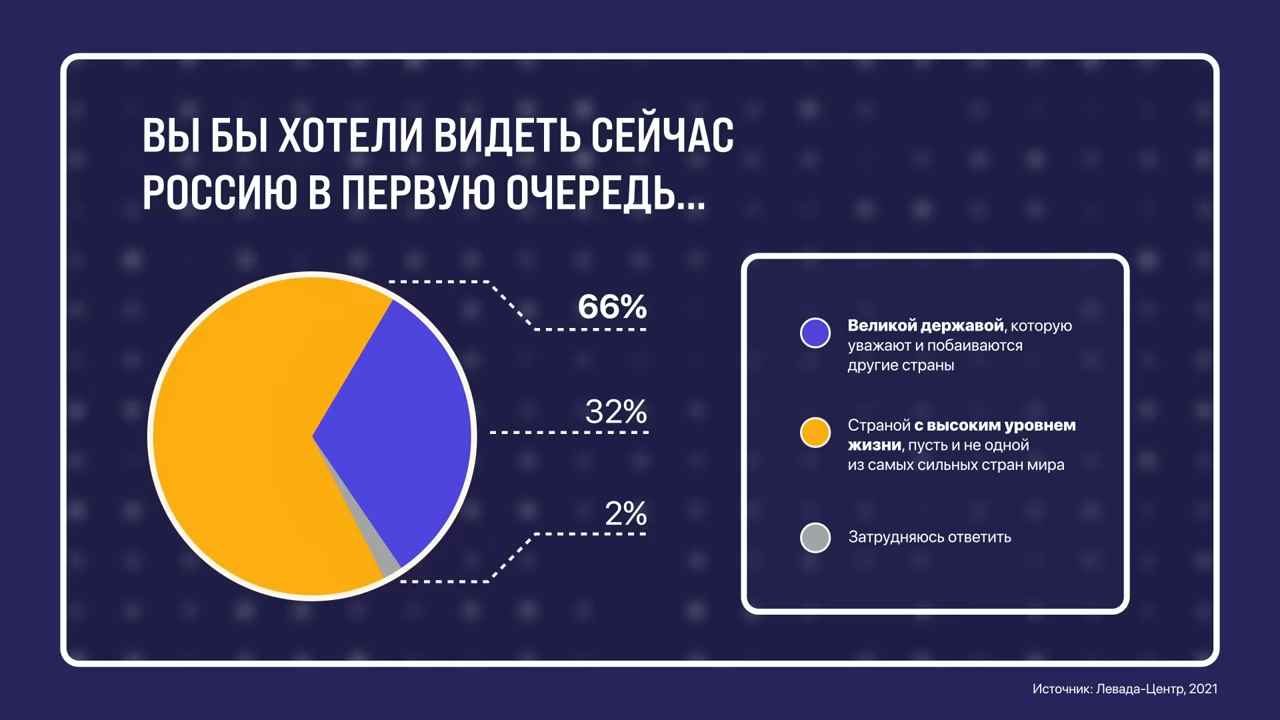 ВЫ БЫ ХОТЕЛИ ВИДЕТЬ СЕЙЧАС
РОССИЮ В ПЕРВУЮ ОЧЕРЕДЬ...
66%
32%
2%
Великой державой, которую
уважают и побаиваются
другие страны
Страной с высоким уровнем
жизни, пусть и не одной
из самых сильных стран мира
Затрудняюсь ответить
Источник: Левада-Центр, 2021